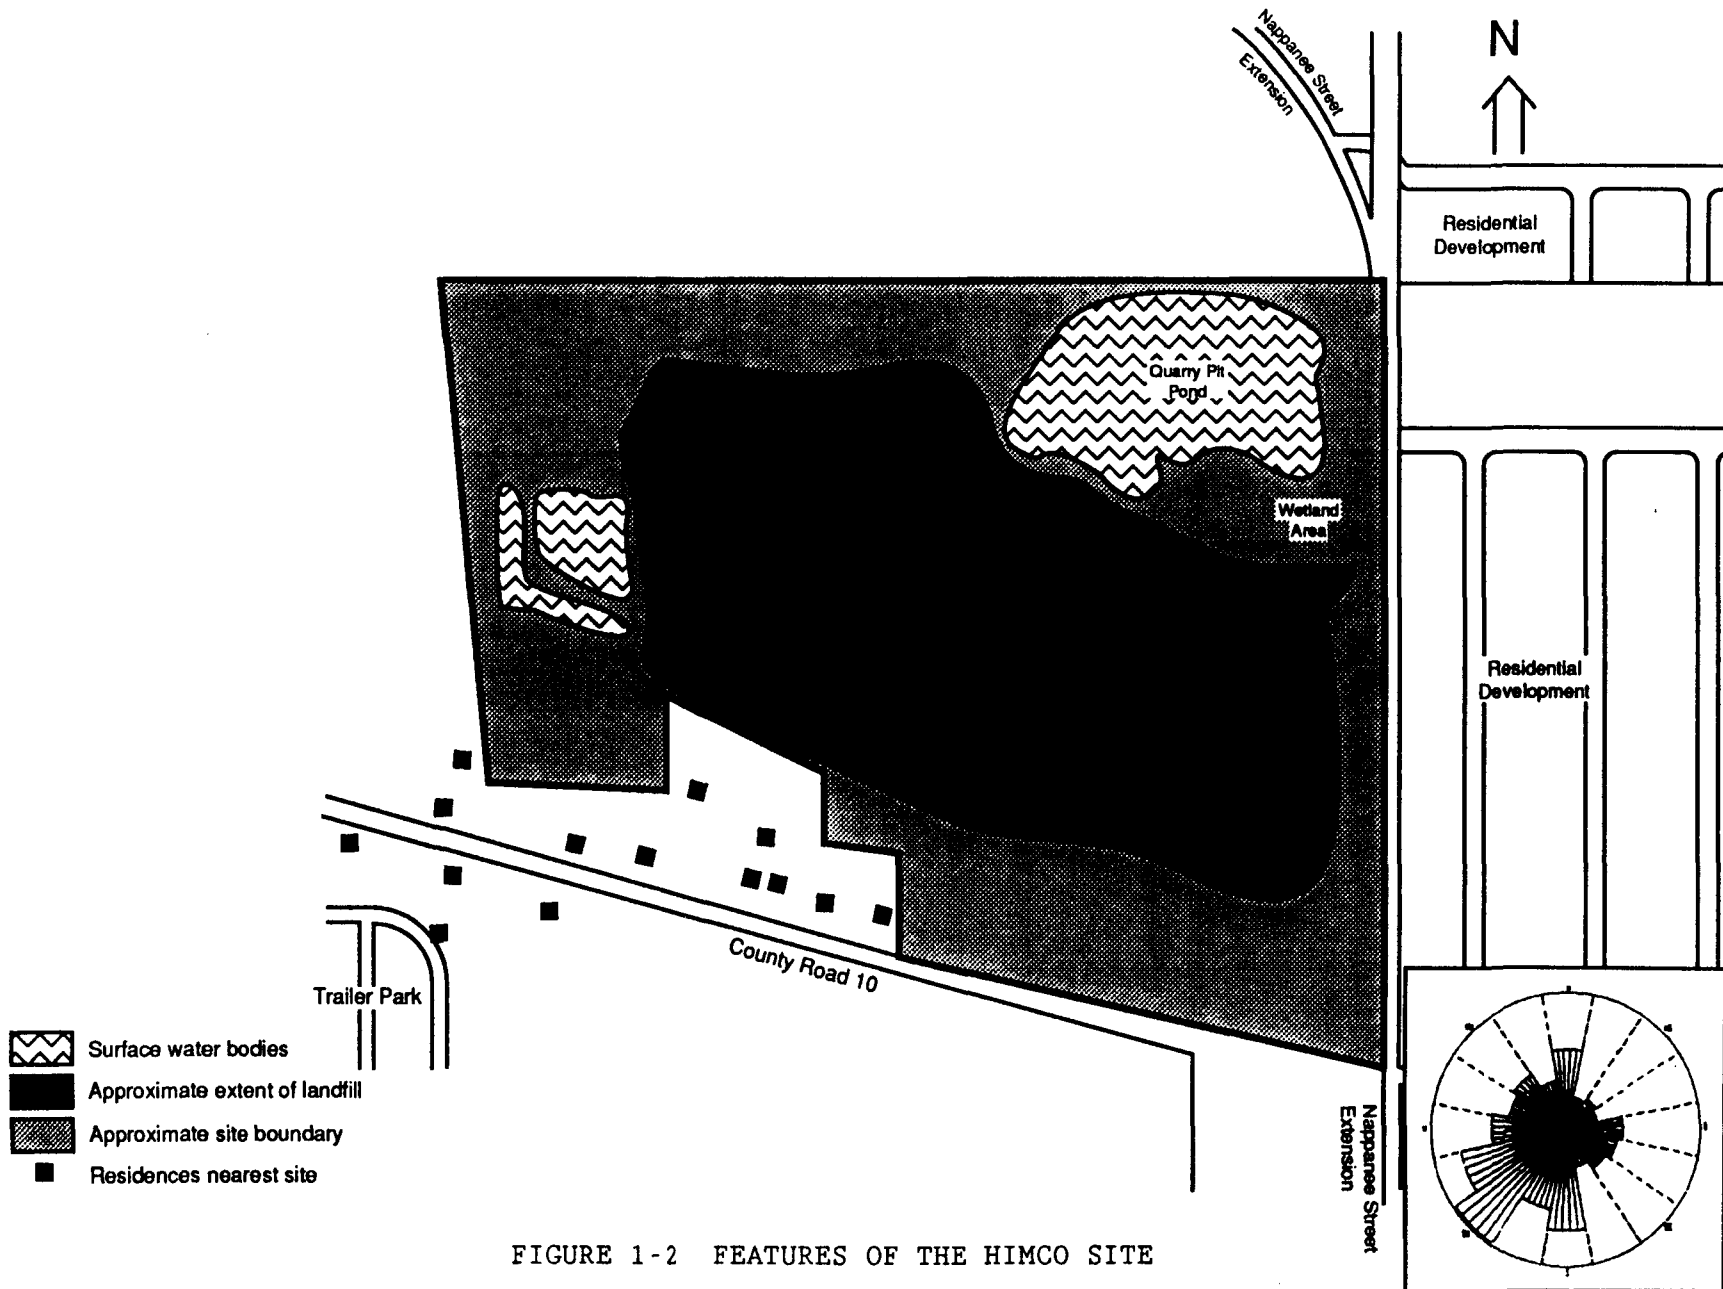 Nappanee Street
Extension
N
Residential
Development
Quarry Pit
Pond
Wetland
Area
Residential
Development
County Road 10
Trailer Park
Surface water bodies
Approximate extent of landfill
Approximate site boundary
Residences nearest site
Nappanee Street
Extension
FIGURE 1-2 FEATURES OF THE HIMCO SITE